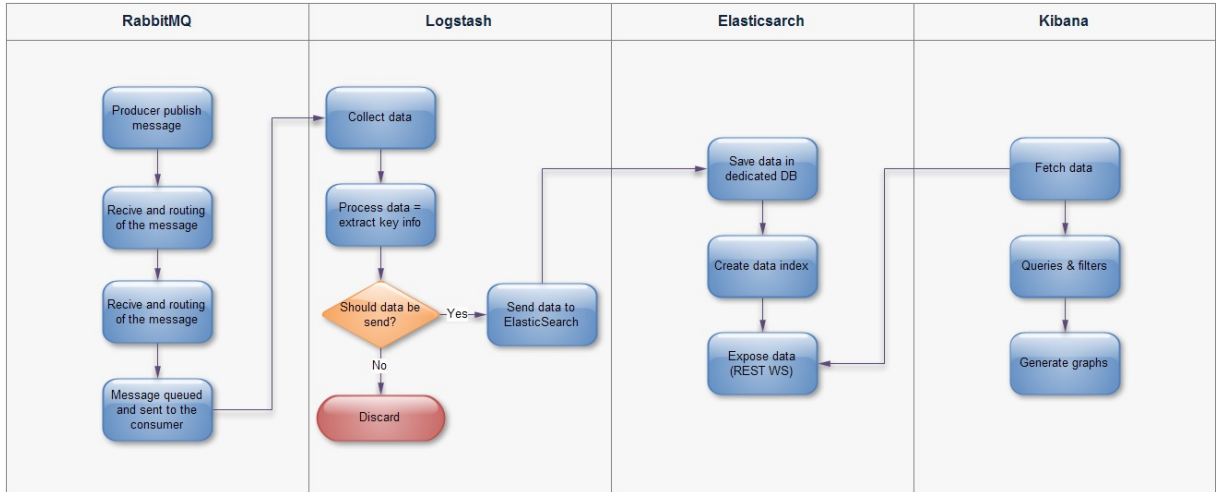 RabbitMQ
Logstash
Elasticsarch
Kibana
Producer publish
message
Recive and routing
of the message
Recive and routing
of the message
Message queued
and sent to the
consumer
Collect data
Process data =
extract key info
Should data be
send?
Yes
No
Discard
Send data to
ElasticSearch
Save data in
dedicated DB
Create data index
Expose data
(REST WS)
Fetch data
Queries & filters
Generate graphs